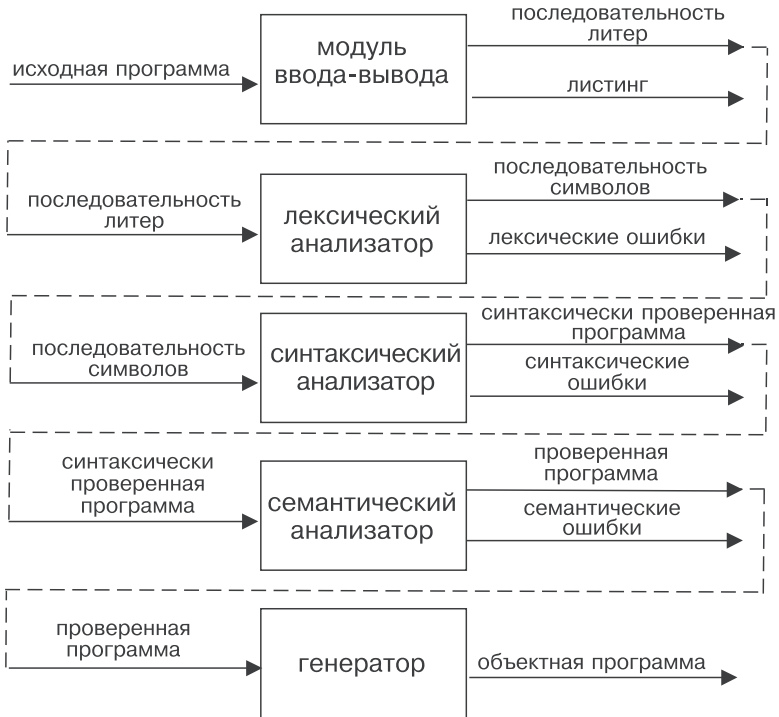 исходная программа
модуль
ввода-вывода
последовательность
литер
листинг
последовательность
литер
лексический
анализатор
последовательность
символов
лексические ошибки
последовательность
символов
синтаксический
анализатор
синтаксически проверенная
программа
синтаксические
ошибки
синтаксически
проверенная
программа
семантический
анализатор
проверенная
программа
семантические
ошибки
проверенная
программа
генератор
объектная программа